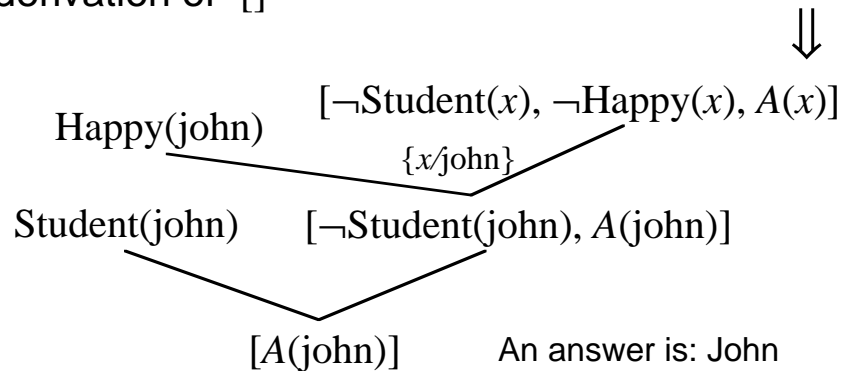 derivation of []
⇓
[¬Student(x), ¬Happy(x), A(x)]
Happy(john)
{x/john}
Student(john) [¬Student(john), A(john)]
[A(john)] An answer is: John